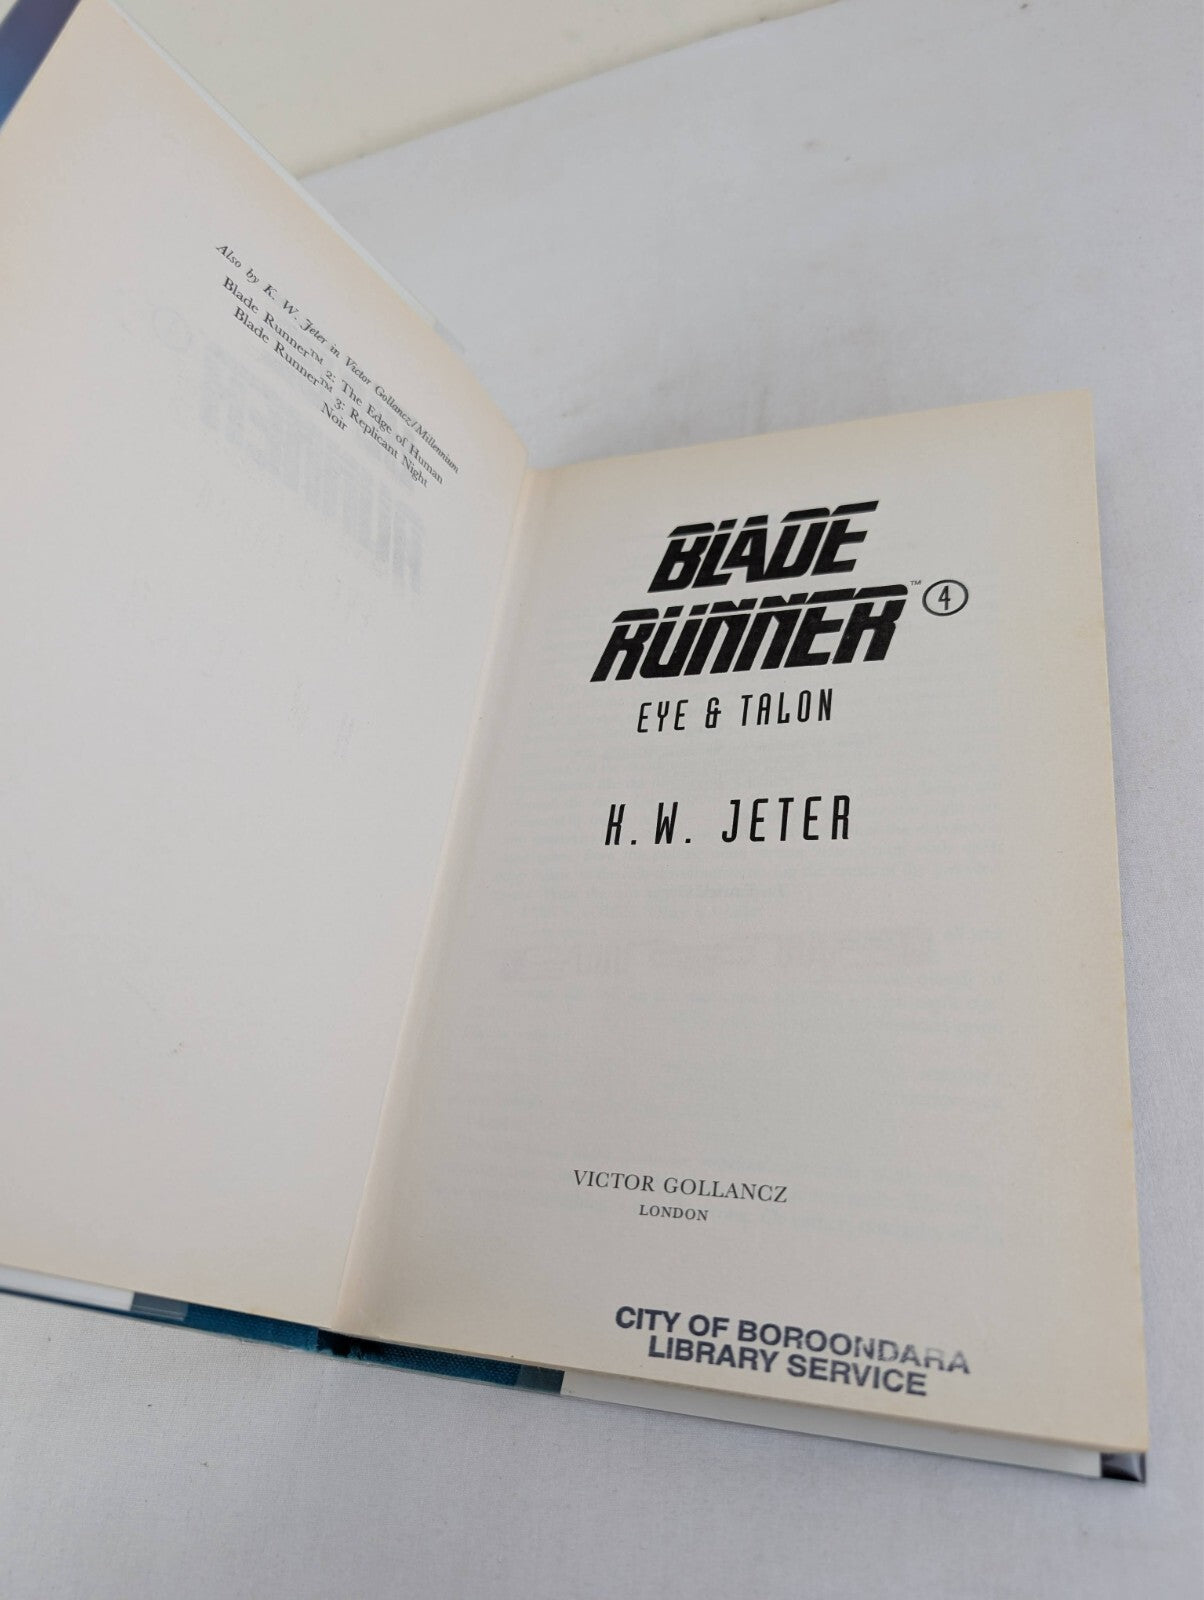 Also by K. W. Jeter in Victor Gollancz/Millennium
Blade Runner™ 2: The Edge of Human
Blade Runner™ 3: Replicant Night
Noir
BLADE
RUNNER™ 4
EYE & TALON
K. W. JETER
VICTOR GOLLANCZ
LONDON
CITY OF BOROONDARA
LIBRARY SERVICE